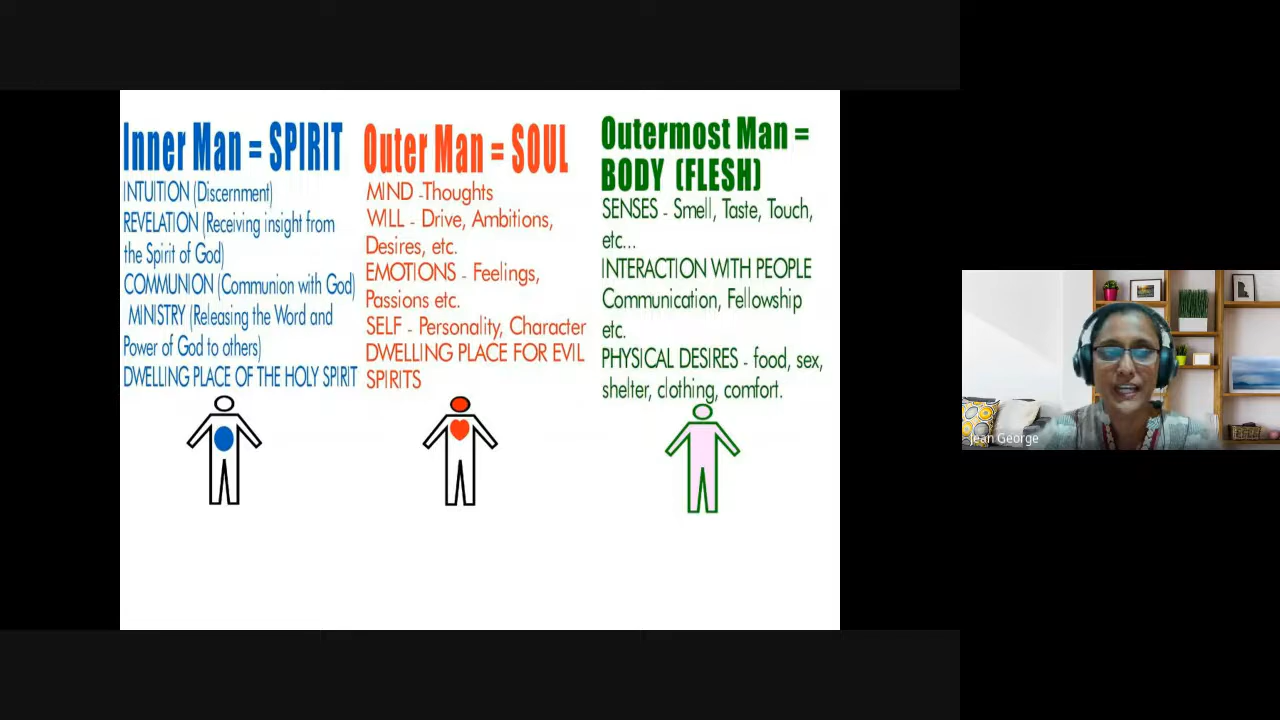 Inner Man = SPIRIT
INTUITION (Discernment)
REVELATION (Receiving insight from
the Spirit of God)
COMMUNION (Communion with God)
MINISTRY (Releasing the Word and
Power of God to others)
DWELLING PLACE OF THE HOLY SPIRIT
Outer Man = SOUL
MIND -Thoughts
WILL - Drive, Ambitions,
Desires, etc.
EMOTIONS - Feelings,
Passions etc.
SELF - Personality, Character
DWELLING PLACE FOR EVIL
SPIRITS
Outermost Man =
BODY (FLESH)
SENSES - Smell, Taste, Touch,
etc...
INTERACTION WITH PEOPLE
Communication, Fellowship
etc.
PHYSICAL DESIRES - food, sex,
shelter, clothing, comfort.
Jean George